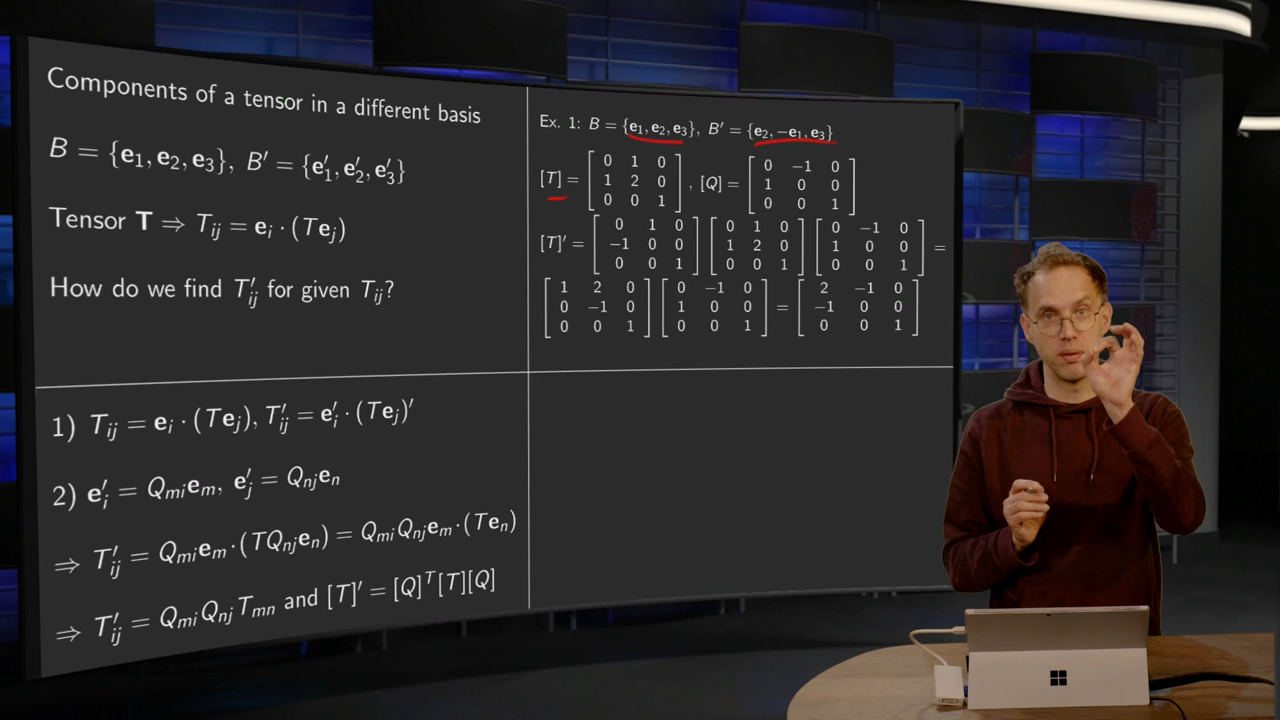 Components of a tensor in a different basis
B = {e₁, e₂, e₃}, B′ = {e′₁, e′₂, e′₃}
Tensor T ⇒ Tᵢⱼ = eᵢ · (Teⱼ)
How do we find T′ᵢⱼ for given Tᵢⱼ?
1) Tᵢⱼ = eᵢ · (Teⱼ), T′ᵢⱼ = e′ᵢ · (Teⱼ)′
2) e′ᵢ = Qₘᵢeₘ, e′ⱼ = Qₙⱼeₙ
⇒ T′ᵢⱼ = Qₘᵢeₘ · (TQₙⱼeₙ) = QₘᵢQₙⱼeₘ · (Teₙ)
⇒ T′ᵢⱼ = QₘᵢQₙⱼTₘₙ and [T]′ = [Q]ᵀ[T][Q]
Ex. 1: B = {e₁, e₂, e₃}, B′ = {e₂, −e₁, e₃}
[T] = [0 1 0; 1 2 0; 0 0 1], [Q] = [0 −1 0; 1 0 0; 0 0 1]
[T]′ = [0 1 0; −1 0 0; 0 0 1] [0 1 0; 1 2 0; 0 0 1] [0 −1 0; 1 0 0; 0 0 1] =
[1 2 0; 0 −1 0; 0 0 1] [0 −1 0; 1 0 0; 0 0 1] = [2 −1 0; −1 0 0; 0 0 1]